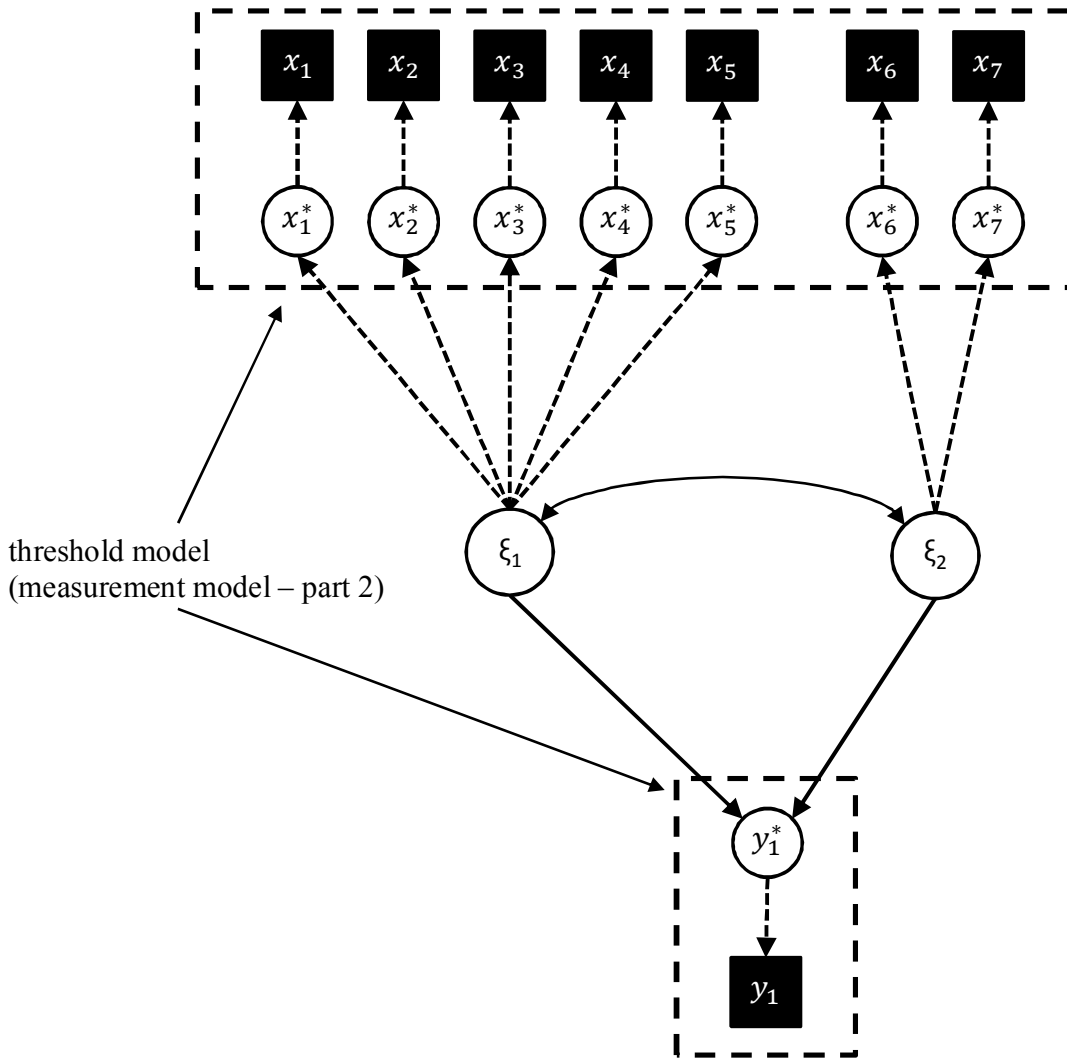 x₁ x₂ x₃ x₄ x₅ x₆ x₇
x₁* x₂* x₃* x₄* x₅* x₆* x₇*
ξ₁ ξ₂
threshold model
(measurement model – part 2)
y₁*
y₁